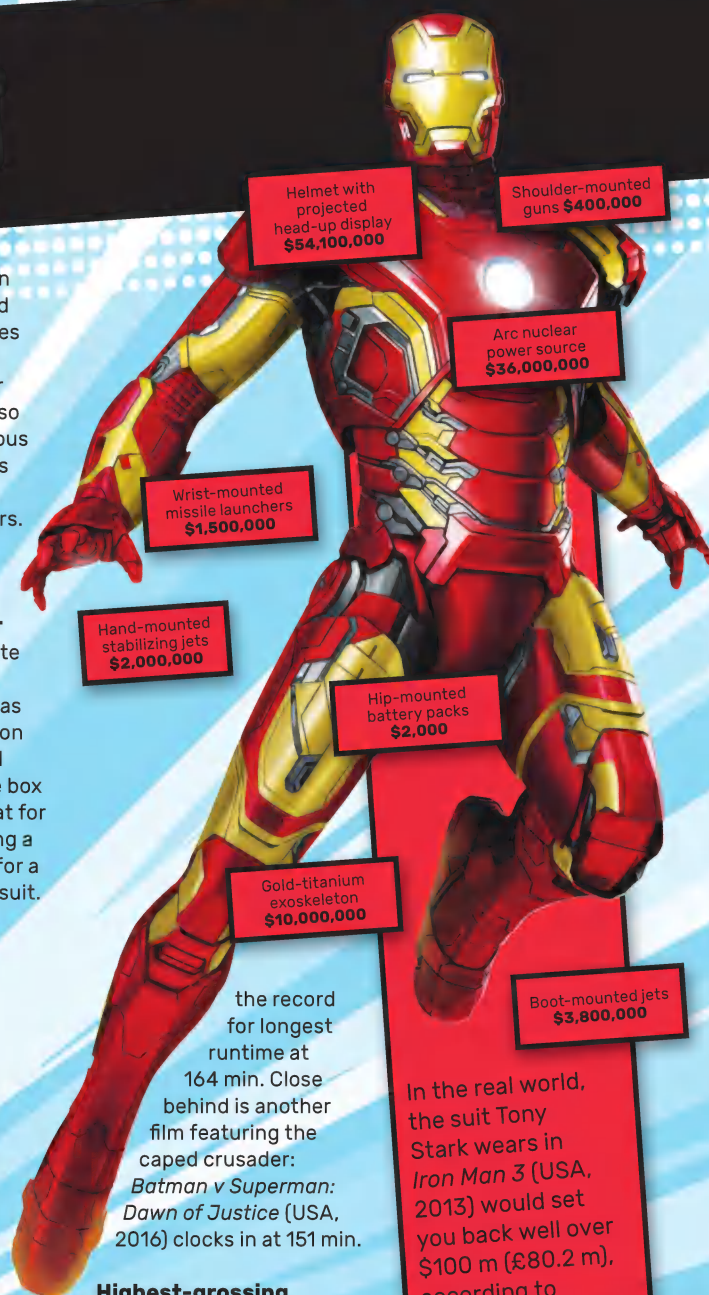 Helmet with
projected
head-up display
$54,100,000
Shoulder-mounted
guns $400,000
Arc nuclear
power source
$36,000,000
Wrist-mounted
missile launchers
$1,500,000
Hand-mounted
stabilizing jets
$2,000,000
Hip-mounted
battery packs
$2,000
Gold-titanium
exoskeleton
$10,000,000
Boot-mounted jets
$3,800,000
box
at for
for a
suit.
the record
for longest
runtime at
164 min. Close
behind is another
film featuring the
caped crusader:
Batman v Superman:
Dawn of Justice (USA,
2016) clocks in at 151 min.
Highest-grossing
In the real world,
the suit Tony
Stark wears in
Iron Man 3 (USA,
2013) would set
you back well over
$100 m (£80.2 m),
according to